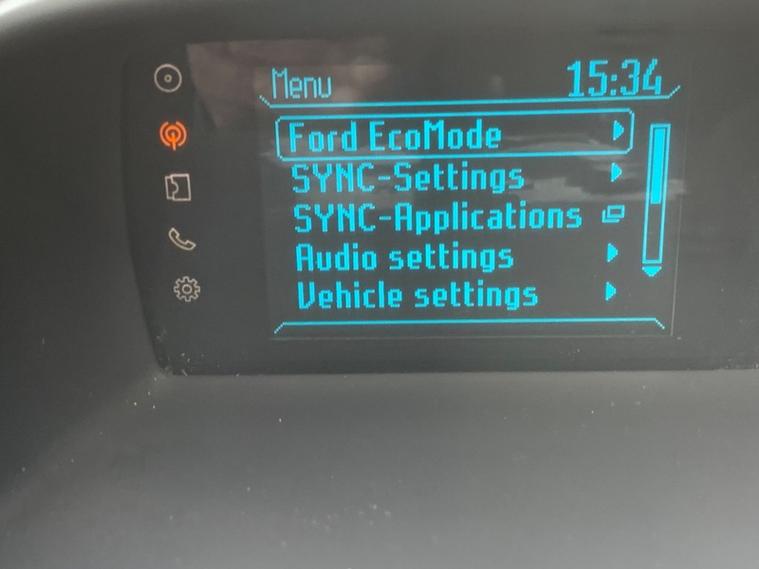 Menu 15:34
Ford EcoMode
SYNC-Settings
SYNC-Applications
Audio settings
Vehicle settings